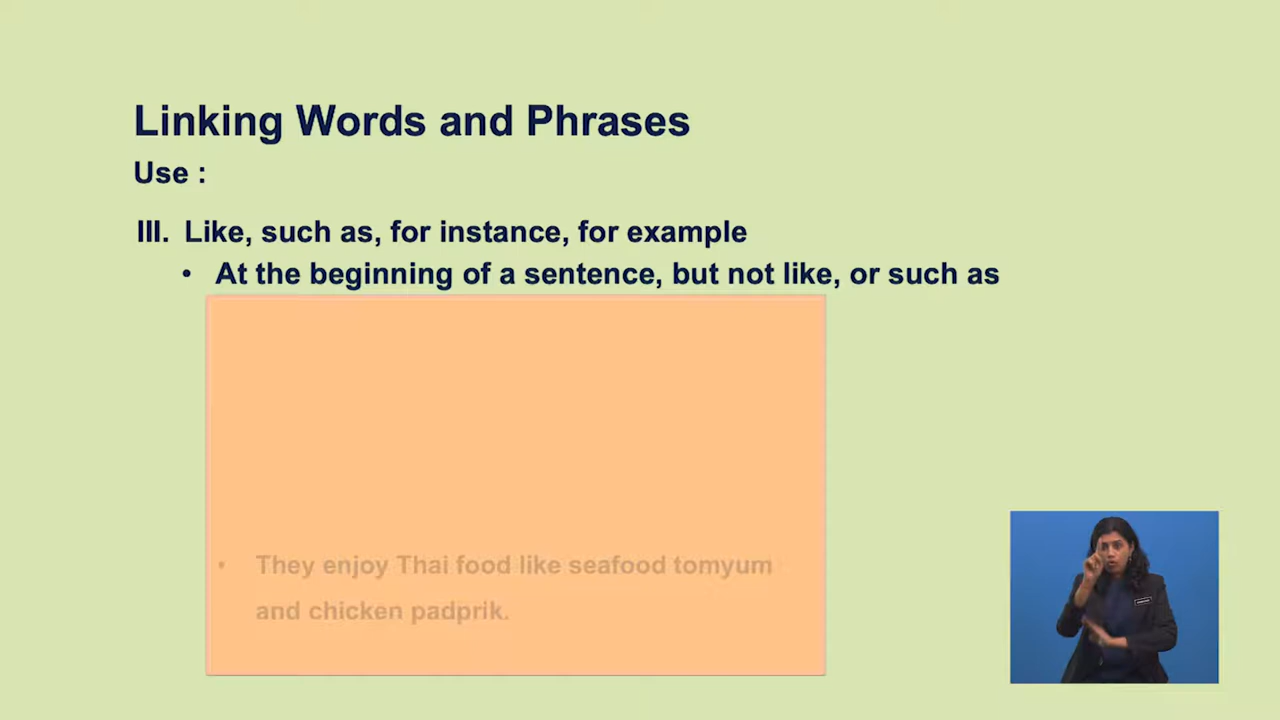 Linking Words and Phrases
Use :
III. Like, such as, for instance, for example
• At the beginning of a sentence, but not like, or such as
• They enjoy Thai food like seafood tomyum
and chicken padprik.